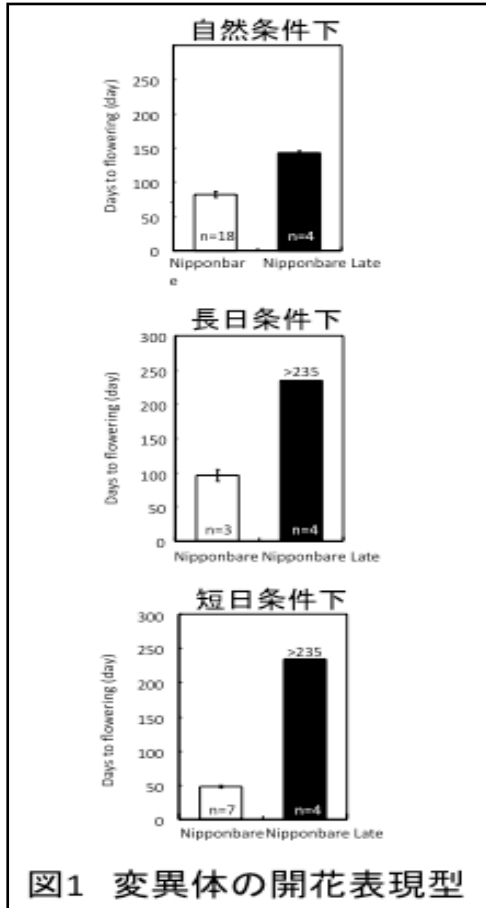 自然条件下
Days to flowering (day)
250
200
150
100
50
0
n=18
n=4
Nipponbar
e
Nipponbare Late
長日条件下
Days to flowering (day)
300
250
200
150
100
50
0
>235
n=3
n=4
Nipponbare Nipponbare Late
短日条件下
Days to flowering (day)
300
250
200
150
100
50
0
>235
n=7
n=4
Nipponbare Nipponbare Late
図1 変異体の開花表現型